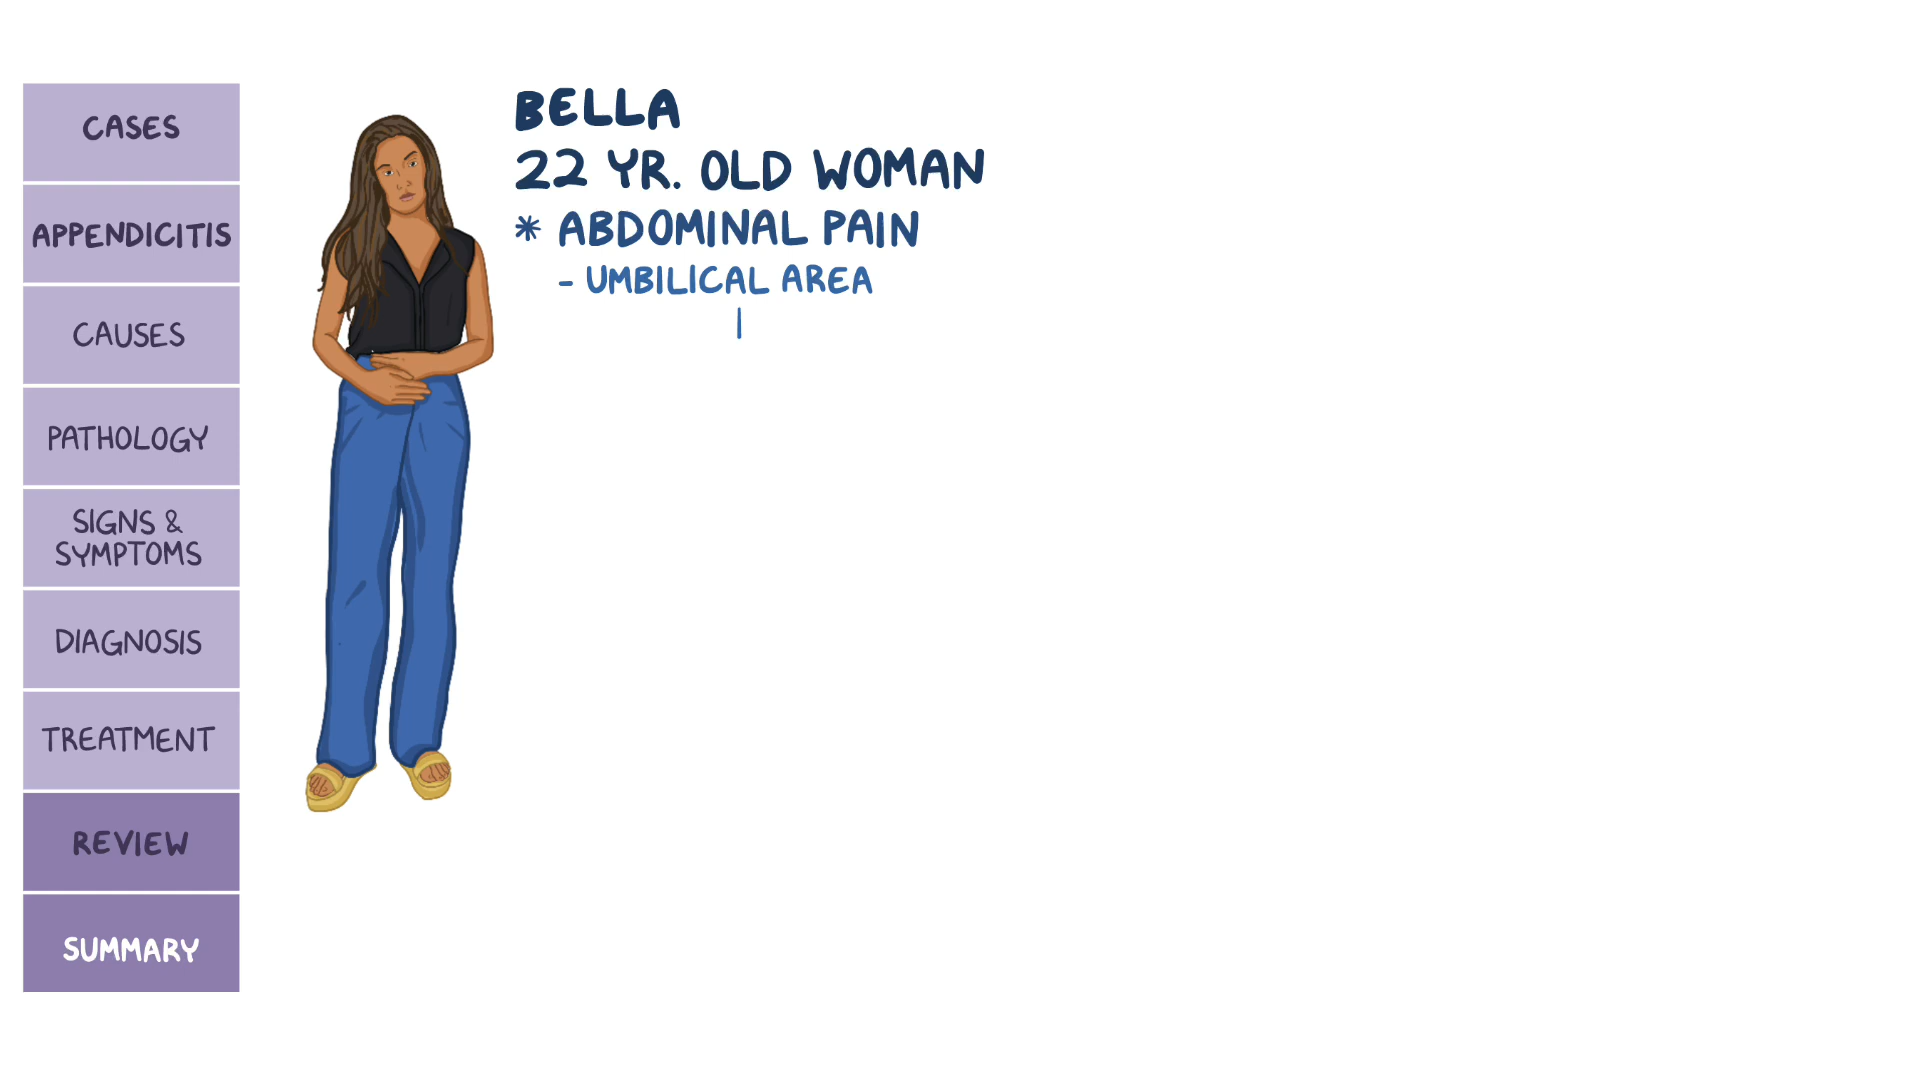 CASES
APPENDICITIS
CAUSES
PATHOLOGY
SIGNS &
SYMPTOMS
DIAGNOSIS
TREATMENT
REVIEW
SUMMARY
BELLA
22 YR. OLD WOMAN
* ABDOMINAL PAIN
- UMBILICAL AREA